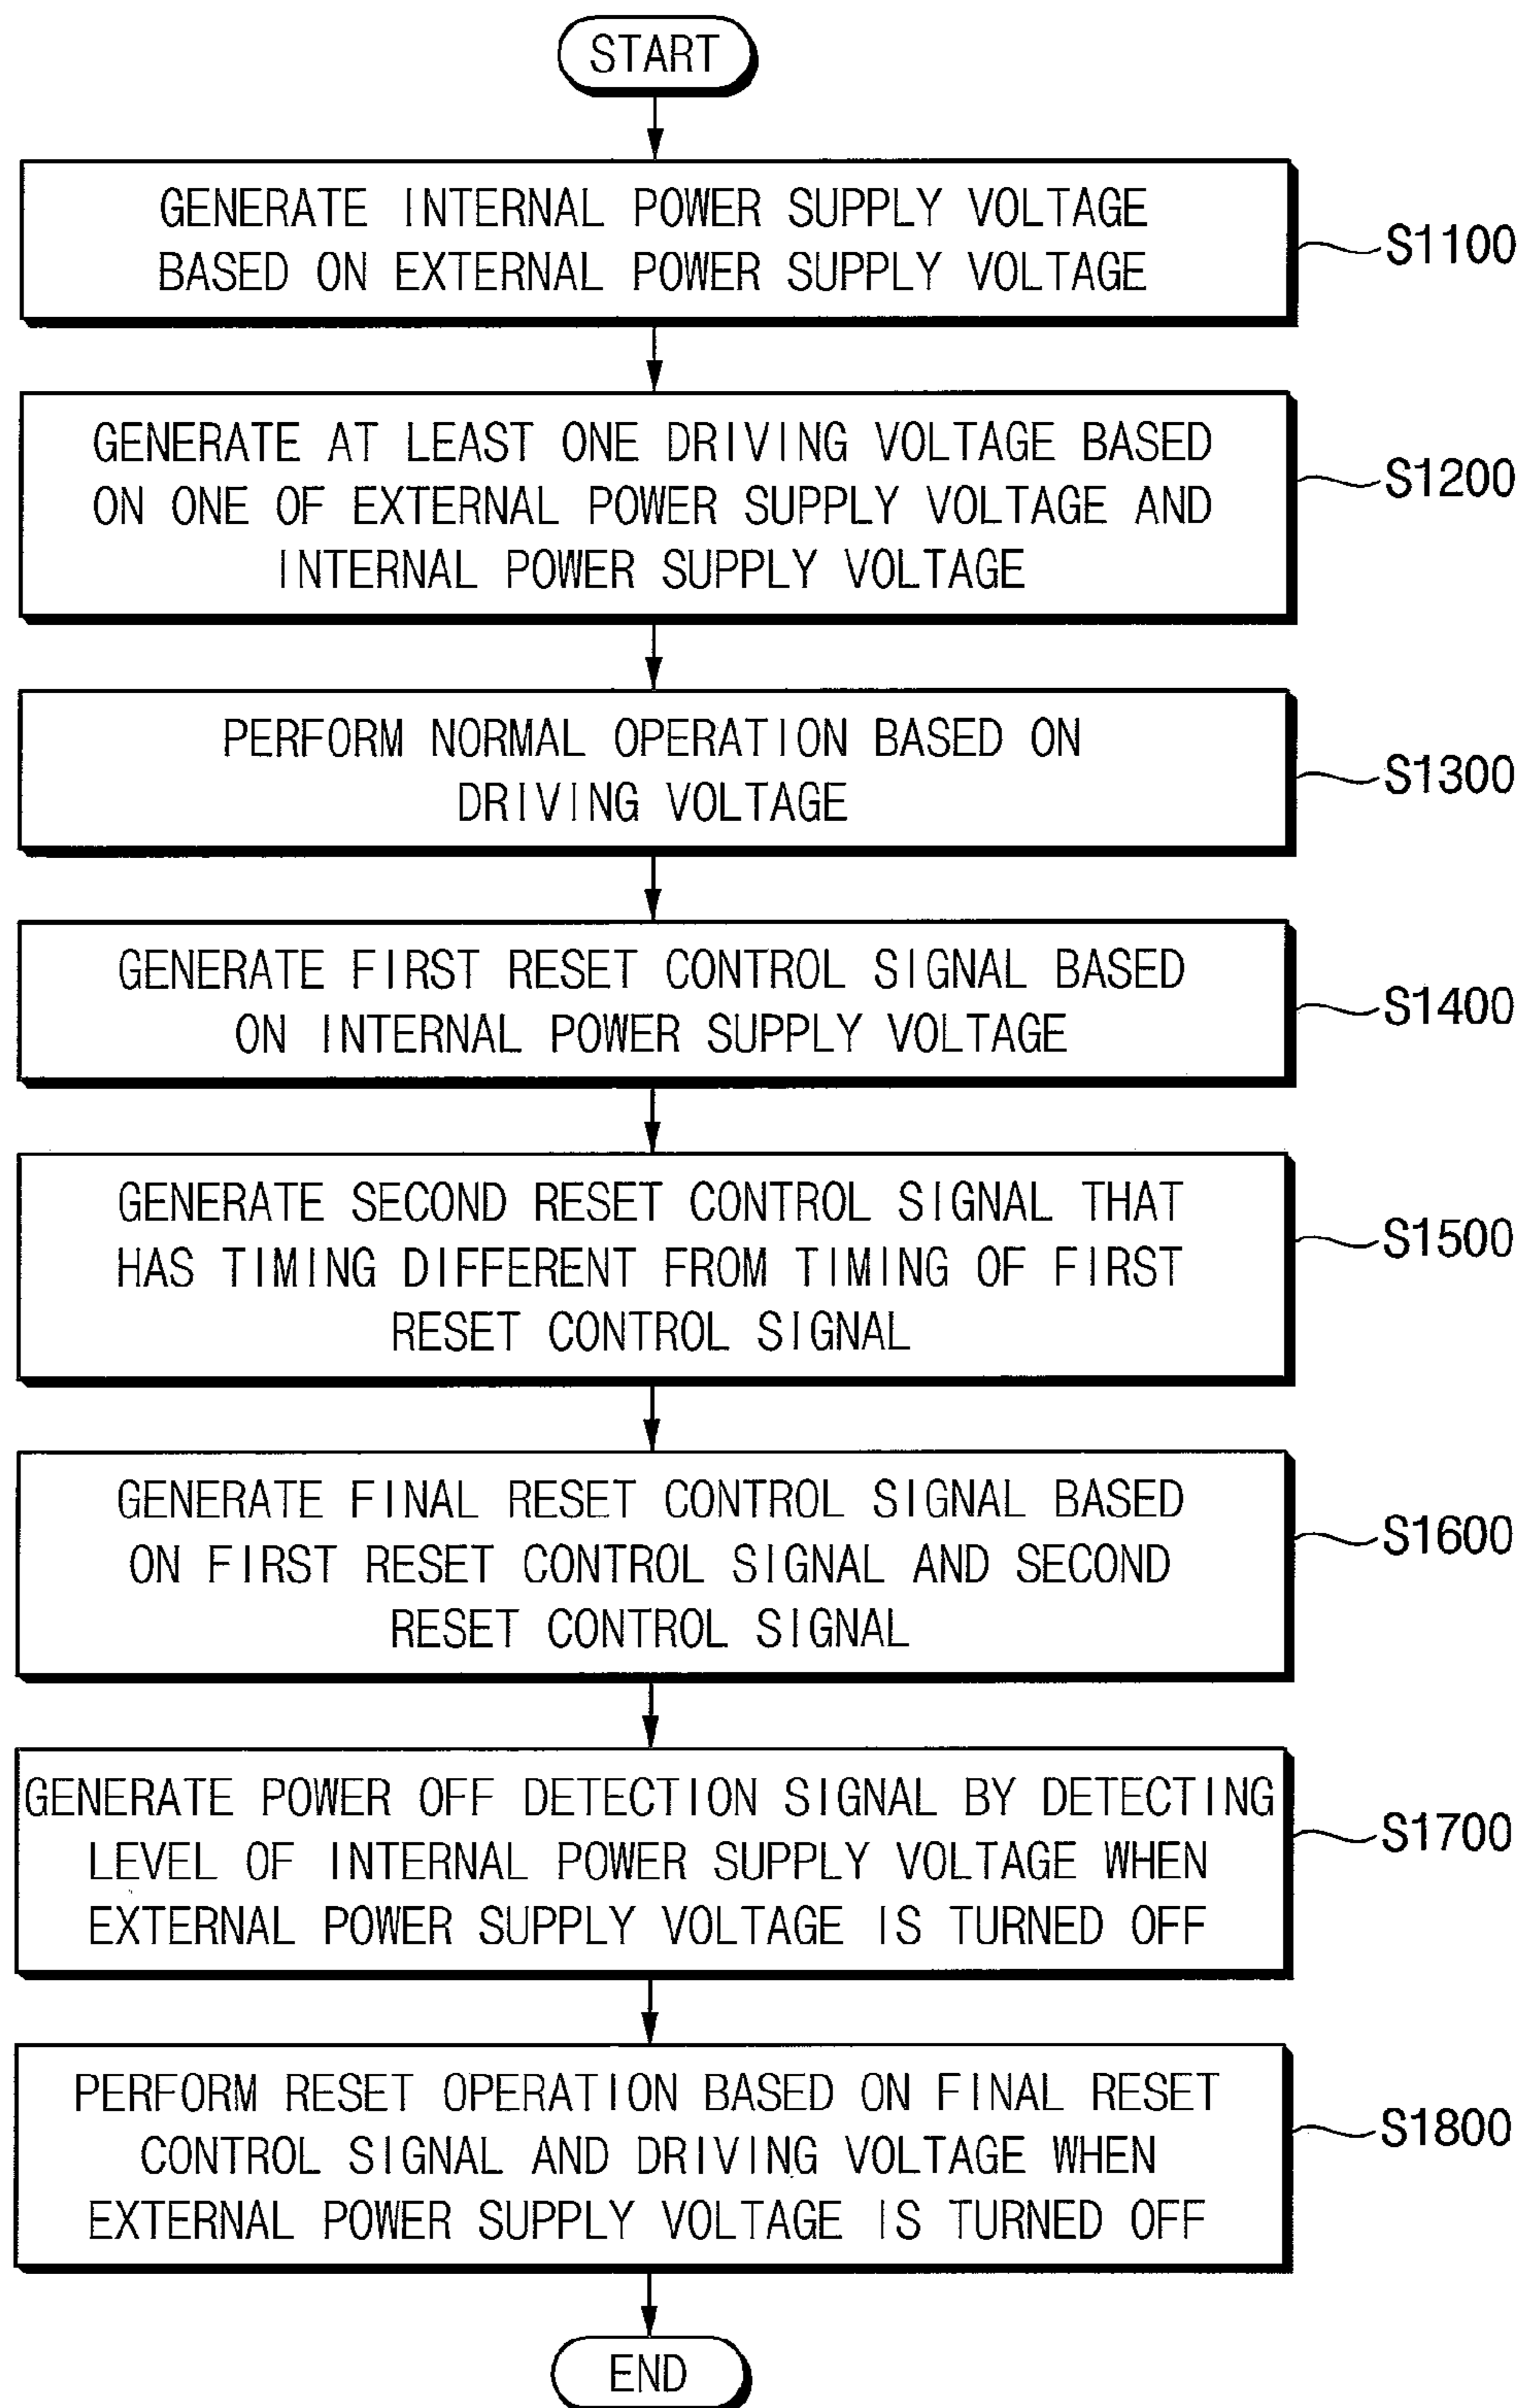 START
GENERATE INTERNAL POWER SUPPLY VOLTAGE
BASED ON EXTERNAL POWER SUPPLY VOLTAGE
S1100
GENERATE AT LEAST ONE DRIVING VOLTAGE BASED
ON ONE OF EXTERNAL POWER SUPPLY VOLTAGE AND
INTERNAL POWER SUPPLY VOLTAGE
S1200
PERFORM NORMAL OPERATION BASED ON
DRIVING VOLTAGE
S1300
GENERATE FIRST RESET CONTROL SIGNAL BASED
ON INTERNAL POWER SUPPLY VOLTAGE
S1400
GENERATE SECOND RESET CONTROL SIGNAL THAT
HAS TIMING DIFFERENT FROM TIMING OF FIRST
RESET CONTROL SIGNAL
S1500
GENERATE FINAL RESET CONTROL SIGNAL BASED
ON FIRST RESET CONTROL SIGNAL AND SECOND
RESET CONTROL SIGNAL
S1600
GENERATE POWER OFF DETECTION SIGNAL BY DETECTING
LEVEL OF INTERNAL POWER SUPPLY VOLTAGE WHEN
EXTERNAL POWER SUPPLY VOLTAGE IS TURNED OFF
S1700
PERFORM RESET OPERATION BASED ON FINAL RESET
CONTROL SIGNAL AND DRIVING VOLTAGE WHEN
EXTERNAL POWER SUPPLY VOLTAGE IS TURNED OFF
S1800
END